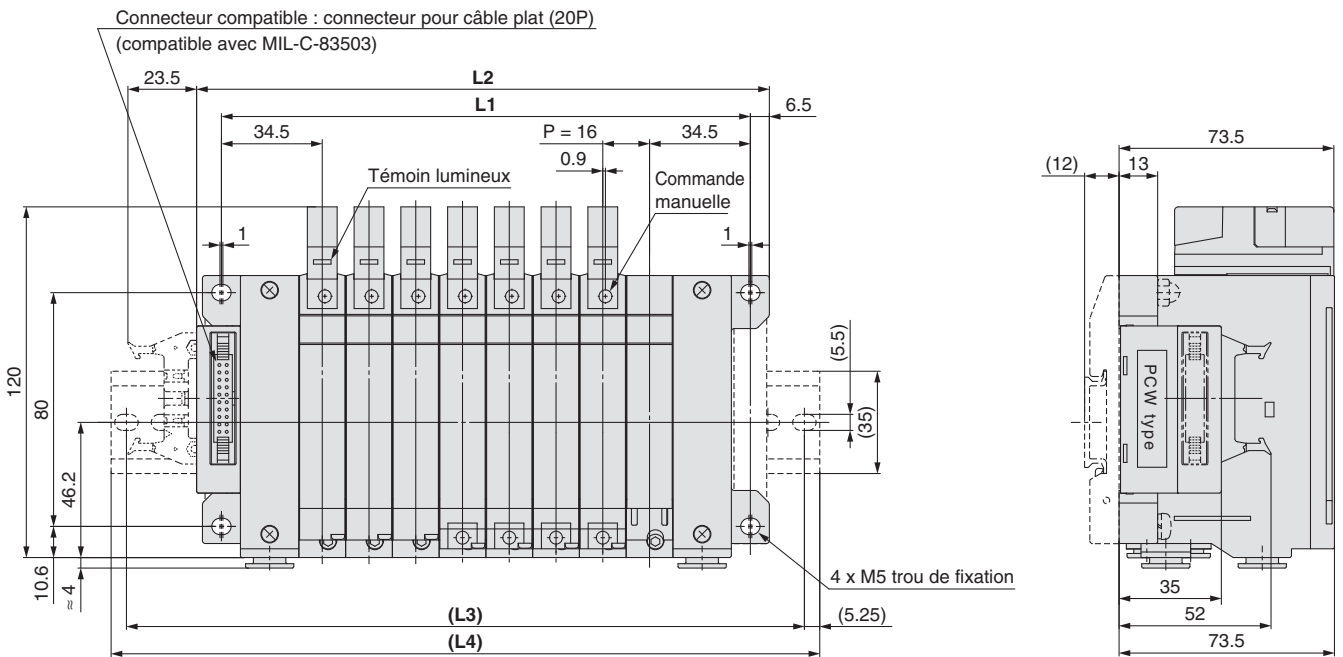 Connecteur compatible : connecteur pour câble plat (20P)
(compatible avec MIL-C-83503)
23.5
L2
L1
6.5
34.5
P = 16
34.5
0.9
Témoin lumineux
Commande
manuelle
1
1
120
80
46.2
10.6
≈ 4
(5.5)
(35)
4 x M5 trou de fixation
(L3)
(5.25)
(L4)
73.5
(12)
13
PCW type
35
52
73.5